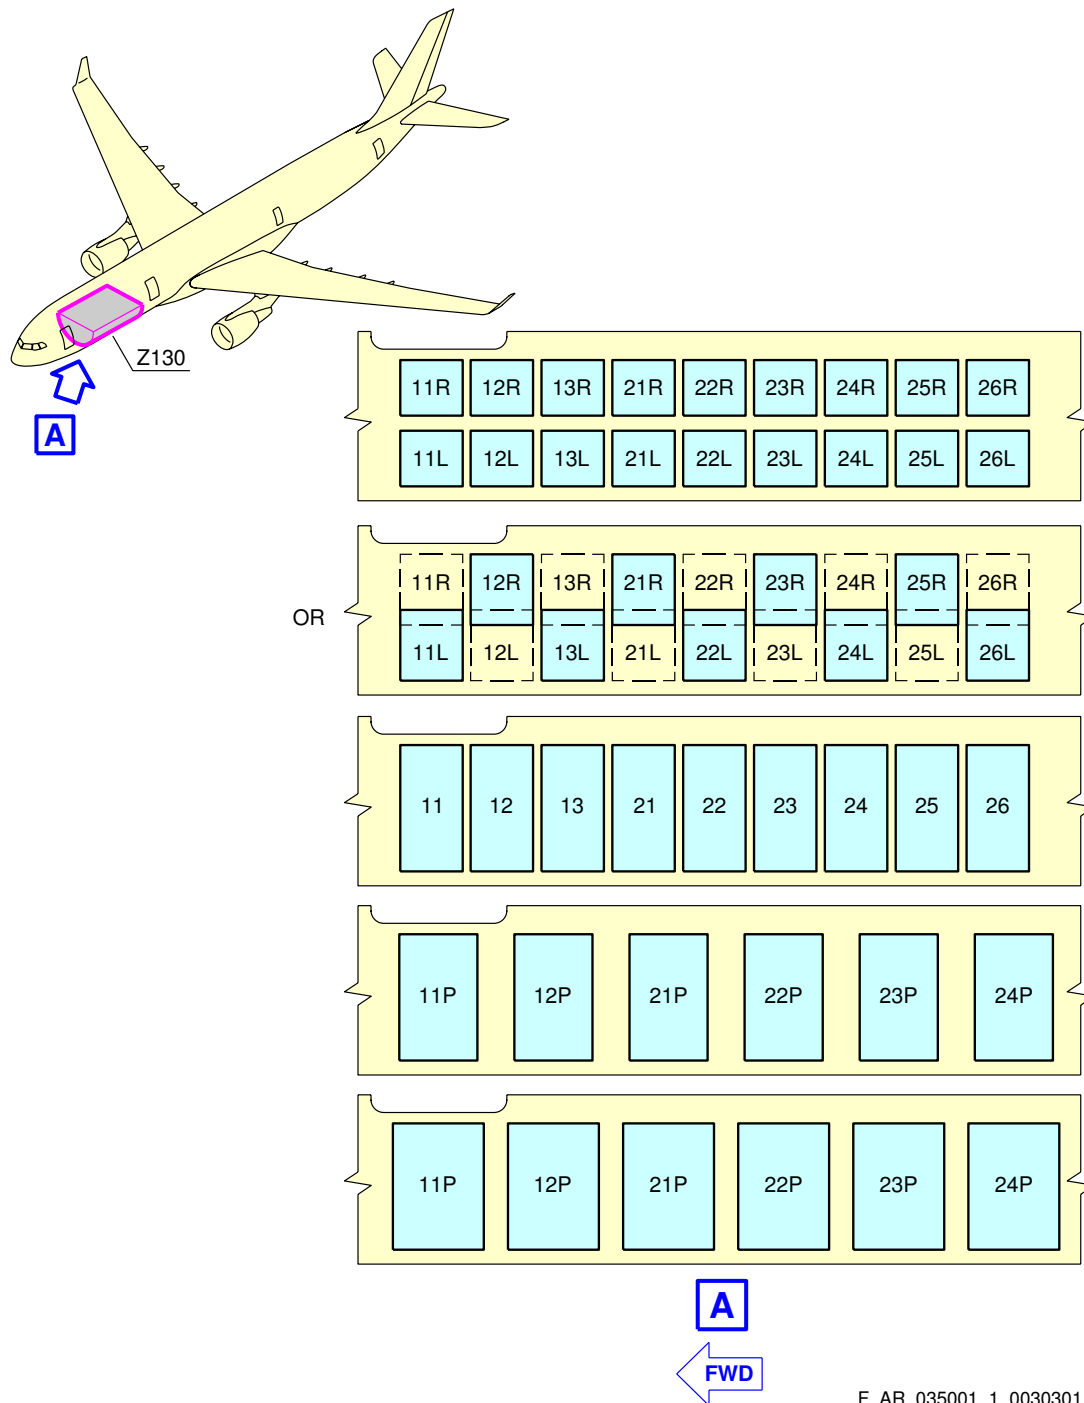 Z130
A
11R 12R 13R 21R 22R 23R 24R 25R 26R
11L 12L 13L 21L 22L 23L 24L 25L 26L
OR
11R 12R 13R 21R 22R 23R 24R 25R 26R
11L 12L 13L 21L 22L 23L 24L 25L 26L
11 12 13 21 22 23 24 25 26
11P 12P 21P 22P 23P 24P
11P 12P 21P 22P 23P 24P
A
FWD
F_AR_035001_1_0030301